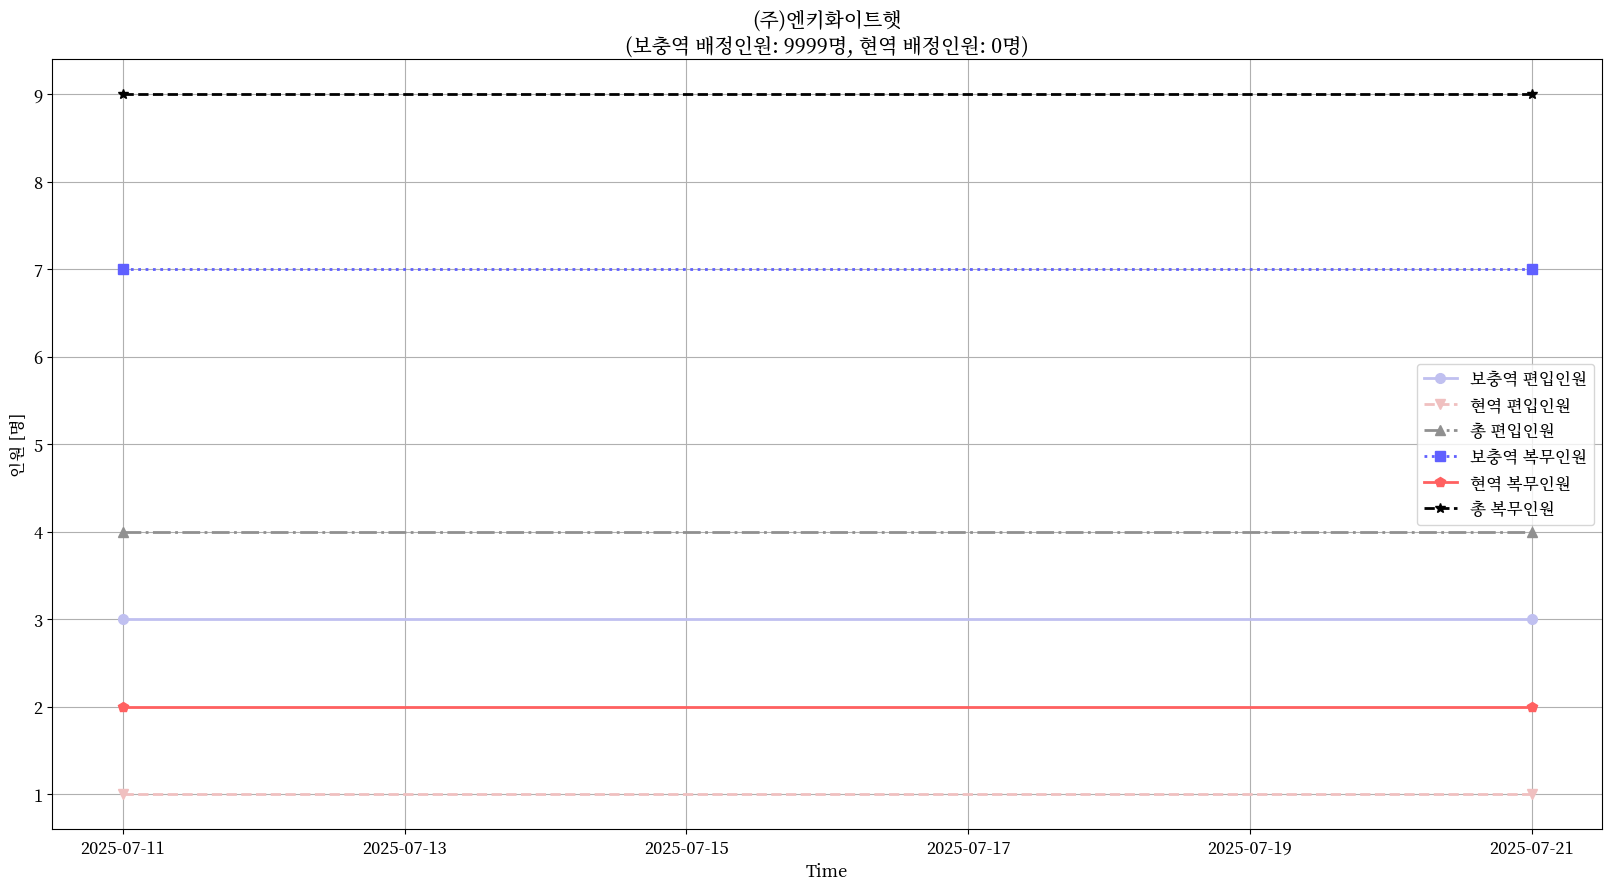 (주)엔키화이트햇
(보충역 배정인원: 9999명, 현역 배정인원: 0명)
인원 [명]
9
8
7
6
5
4
3
2
1
보충역 편입인원
현역 편입인원
총 편입인원
보충역 복무인원
현역 복무인원
총 복무인원
2025-07-11 2025-07-13 2025-07-15 2025-07-17 2025-07-19 2025-07-21
Time